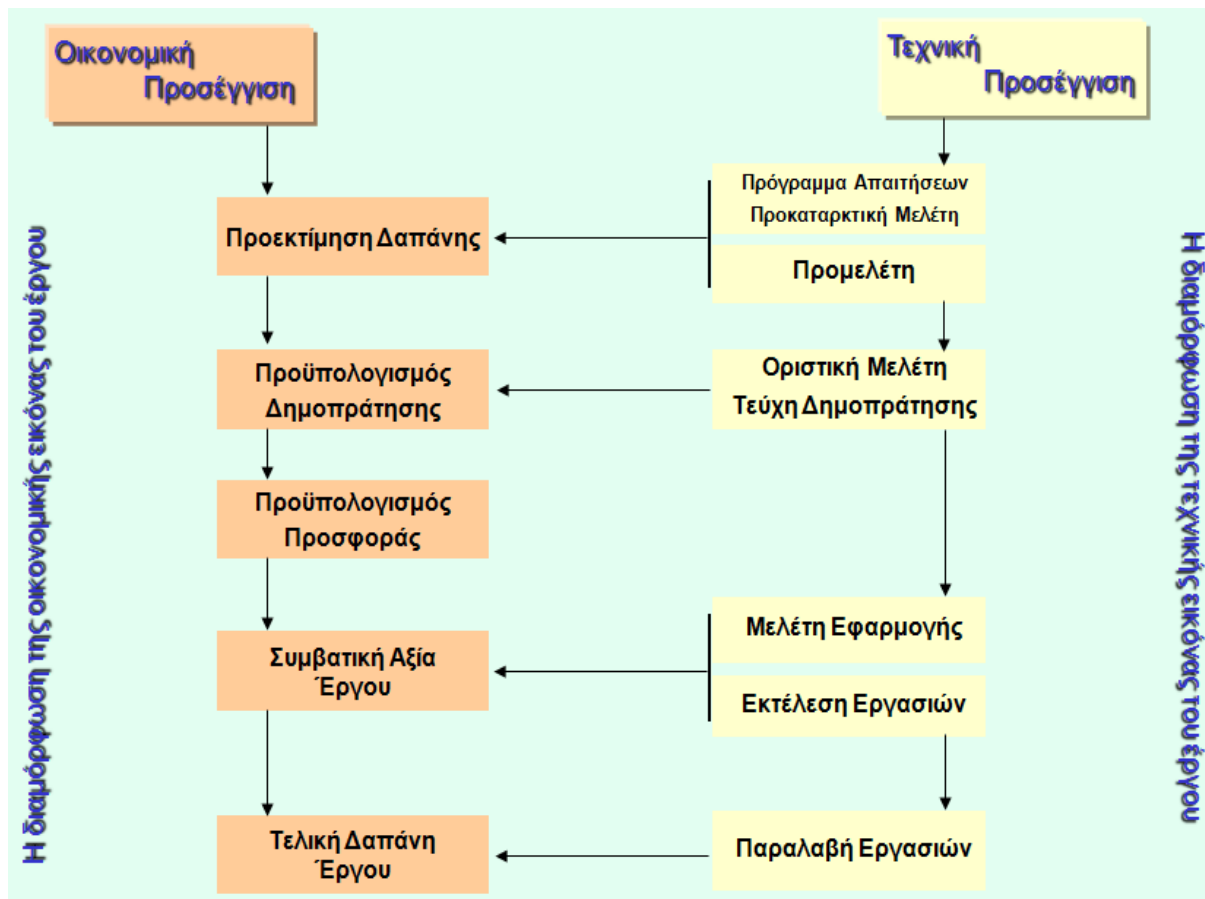 Οικονομική
Προσέγγιση
Τεχνική
Προσέγγιση
Η διαμόρφωση της οικονομικής εικόνας του έργου
Προεκτίμηση Δαπάνης
Προϋπολογισμός
Δημοπράτησης
Προϋπολογισμός
Προσφοράς
Συμβατική Αξία
Έργου
Τελική Δαπάνη
Έργου
Πρόγραμμα Απαιτήσεων
Προκαταρκτική Μελέτη
Προμελέτη
Οριστική Μελέτη
Τεύχη Δημοπράτησης
Μελέτη Εφαρμογής
Εκτέλεση Εργασιών
Παραλαβή Εργασιών
Η διαμόρφωση της τεχνικής εικόνας του έργου